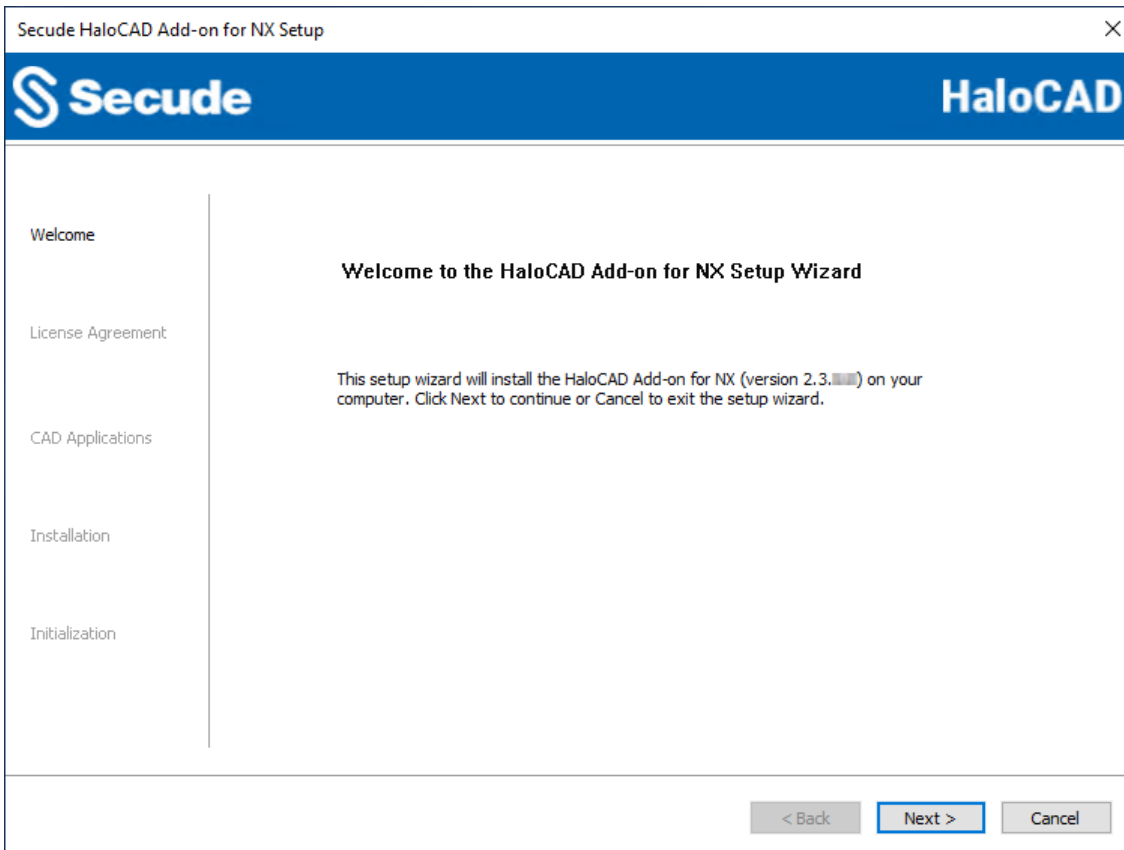 Secude HaloCAD Add-on for NX Setup
Secude
HaloCAD
Welcome
License Agreement
CAD Applications
Installation
Initialization
Welcome to the HaloCAD Add-on for NX Setup Wizard
This setup wizard will install the HaloCAD Add-on for NX (version 2.3. ) on your
computer. Click Next to continue or Cancel to exit the setup wizard.
< Back
Next >
Cancel